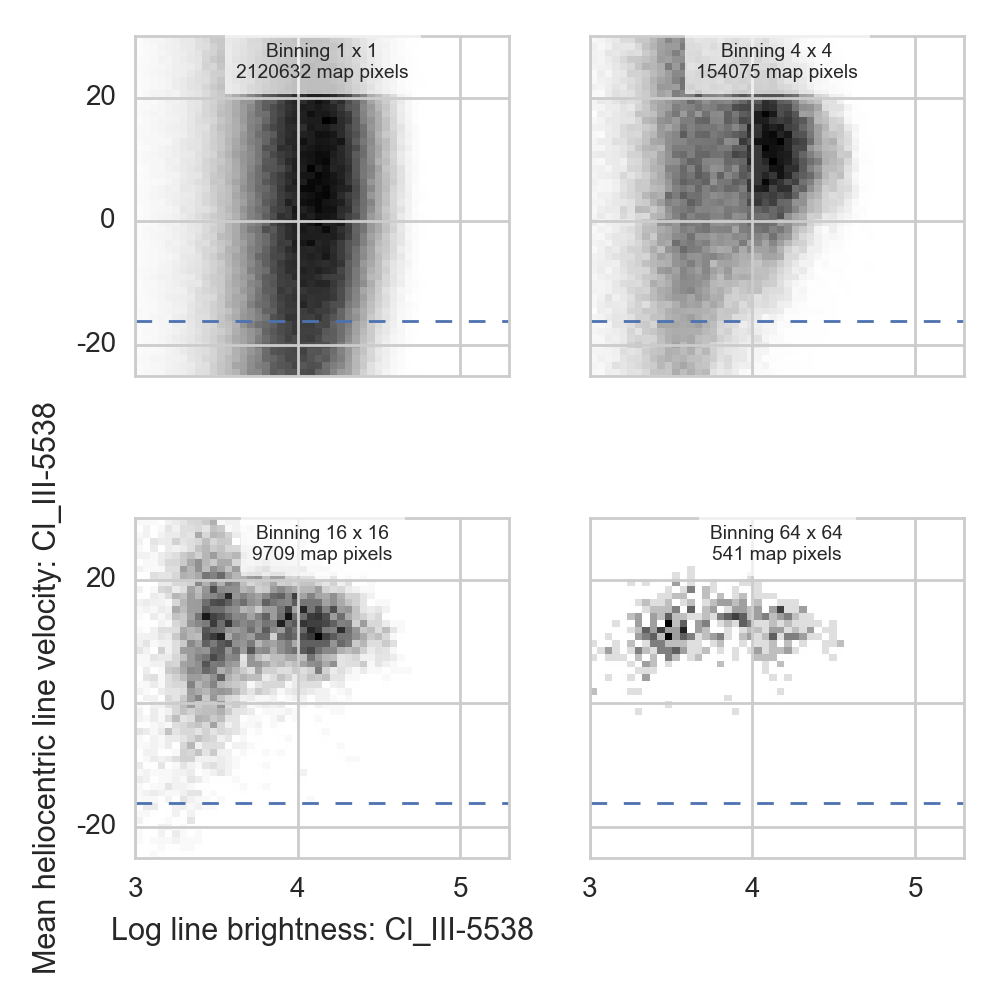 Binning 1 x 1
2120632 map pixels
Binning 4 x 4
154075 map pixels
20
0
-20
Mean heliocentric line velocity: Cl_III-5538
Binning 16 x 16
9709 map pixels
Binning 64 x 64
541 map pixels
20
0
-20
3 4 5
3 4 5
Log line brightness: Cl_III-5538